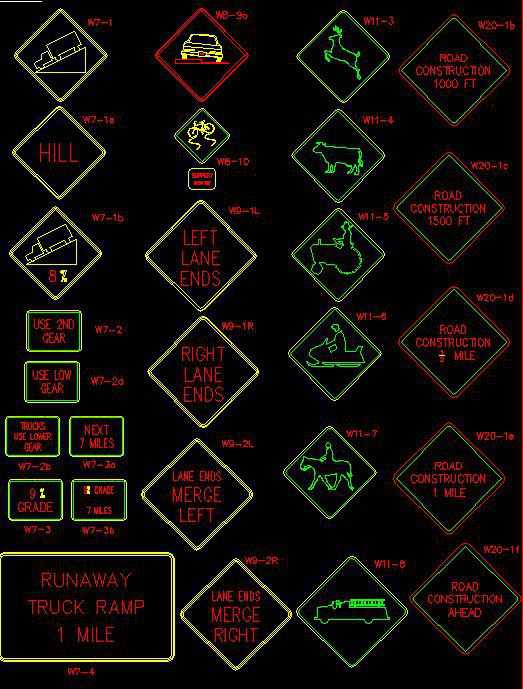 W7-1
W8-9a
W11-3
W20-1b
ROAD
CONSTRUCTION
1000 FT
W7-1a
HILL
W8-10
W11-4
W20-1c
ROAD
CONSTRUCTION
1500 FT
W7-1b
8%
W9-1L
LEFT
LANE
ENDS
W11-5
W20-1d
ROAD
CONSTRUCTION
MILE
USE 2ND
GEAR
W7-2
W9-1R
RIGHT
LANE
ENDS
W11-6
USE LOW
GEAR
W7-2a
TRUCKS
USE LOWER
GEAR
W7-2b
NEXT
7 MILES
W7-3a
W9-2L
LANE ENDS
MERGE
LEFT
W11-7
W20-1e
ROAD
CONSTRUCTION
1 MILE
9%
GRADE
W7-3
GRADE
7 MILES
W7-3b
RUNAWAY
TRUCK RAMP
1 MILE
W7-4
W9-2R
LANE ENDS
MERGE
RIGHT
W11-8
W20-1f
ROAD
CONSTRUCTION
AHEAD